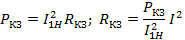 P_КЗ = I_1Н^2 R_КЗ; R_КЗ = P_КЗ / I_1Н^2 I^2